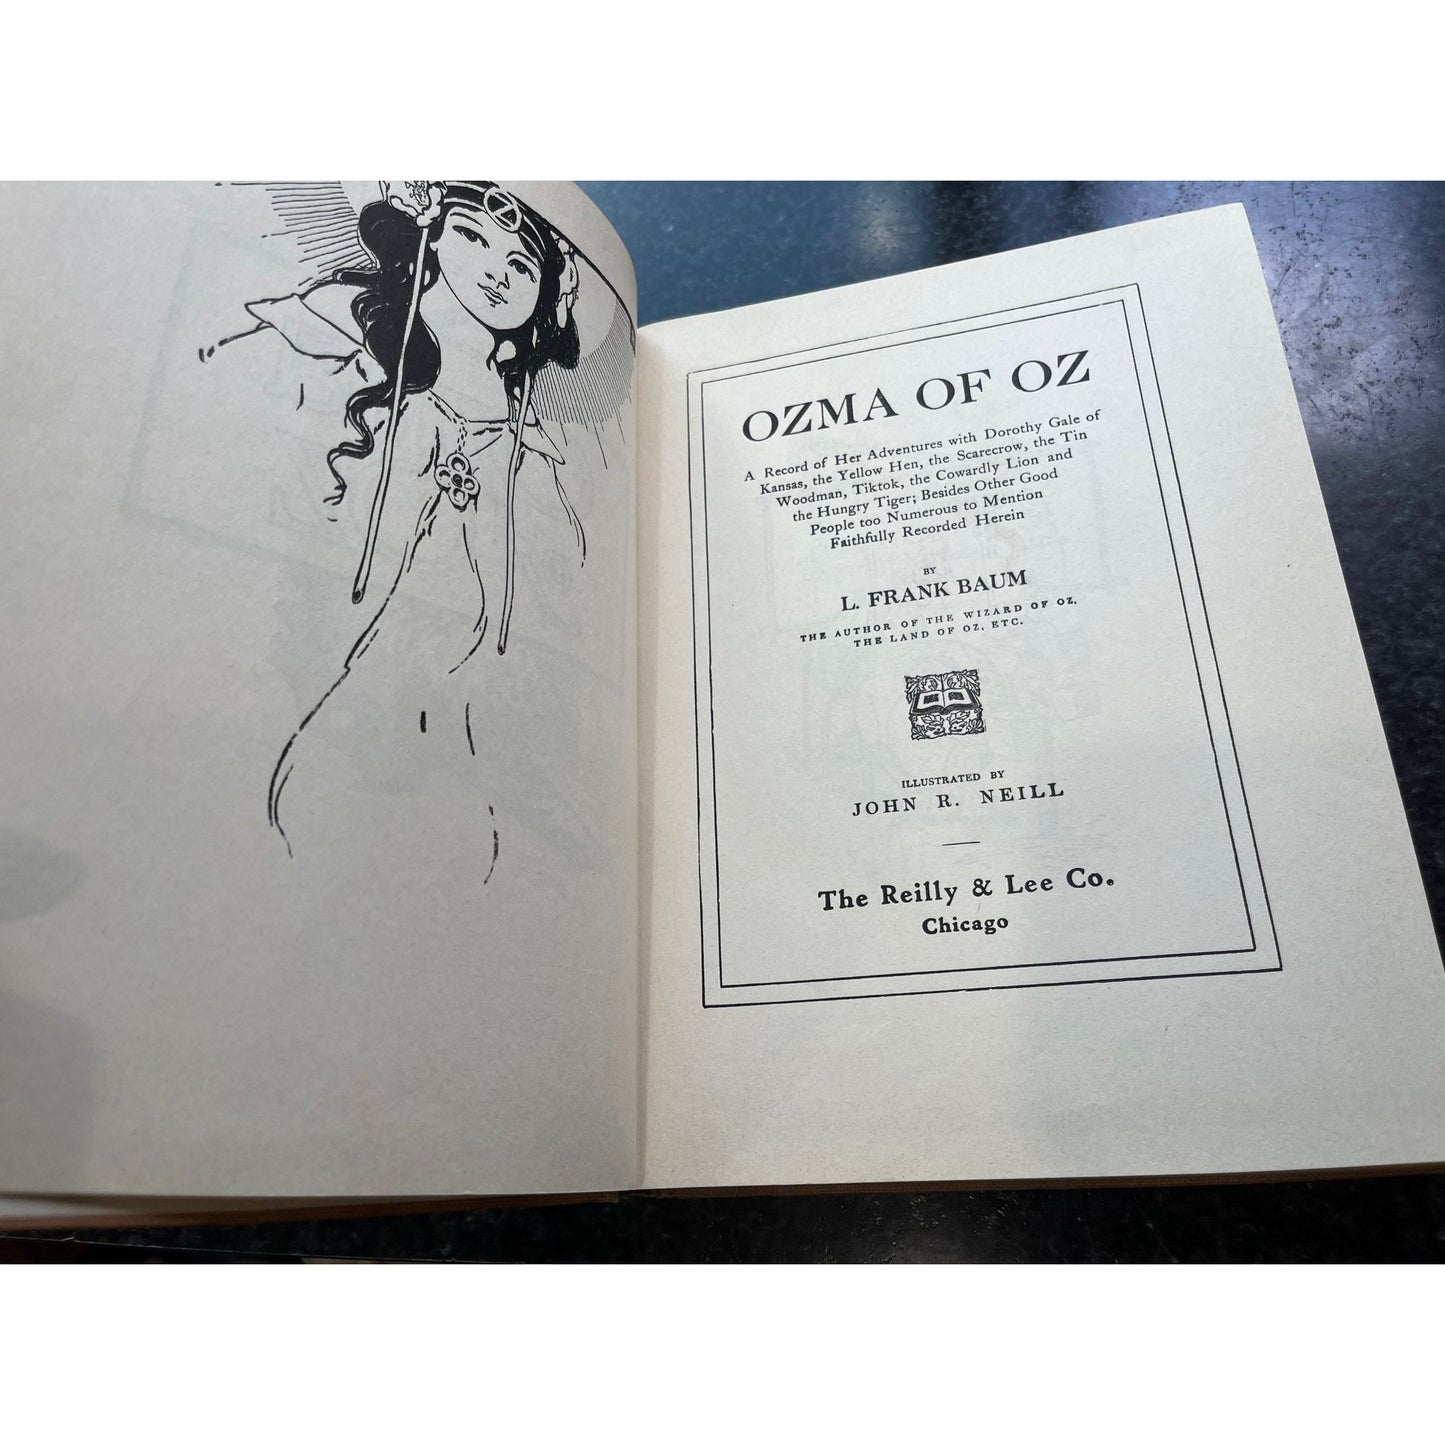 OZMA OF OZ
A Record of Her Adventures with Dorothy Gale of
Kansas, the Yellow Hen, the Scarecrow, the Tin
Woodman, Tiktok, the Cowardly Lion and
the Hungry Tiger; Besides Other Good
People too Numerous to Mention
Faithfully Recorded Herein
BY
L. FRANK BAUM
THE AUTHOR OF THE WIZARD OF OZ,
THE LAND OF OZ, ETC.
ILLUSTRATED BY
JOHN R. NEILL
The Reilly & Lee Co.
Chicago